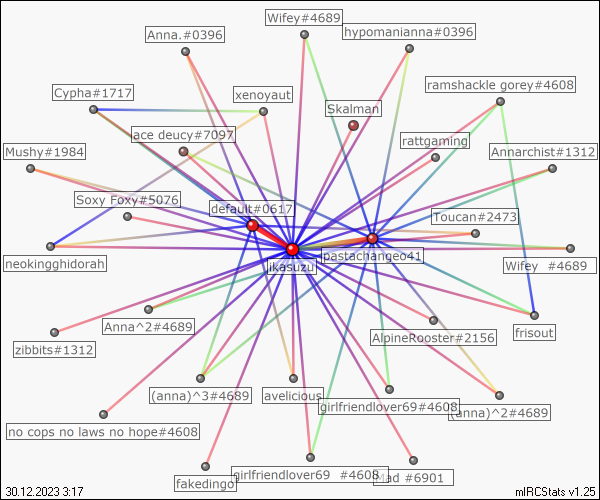 Wifey#4689
Anna.#0396
hypomanianna#0396
Cypha#1717
xenoyaut
ramshackle gorey#4608
Skalman
ace deucy#7097
rattgaming
Mushy#1984
Annarchist#1312
Soxy Foxy#5076
default#0617
Toucan#2473
neokingghidorah
jkasuzu
pastachangeo41
Wifey  #4689
Anna^2#4689
AlpineRooster#2156
frisout
zibbits#1312
(anna)^3#4689
avelicious
girlfriendlover69#4608
(anna)^2#4689
no cops no laws no hope#4608
fakedingo
girlfriendlover69  #4608
Mad #6901
30.12.2023 3:17
mIRCStats v1.25